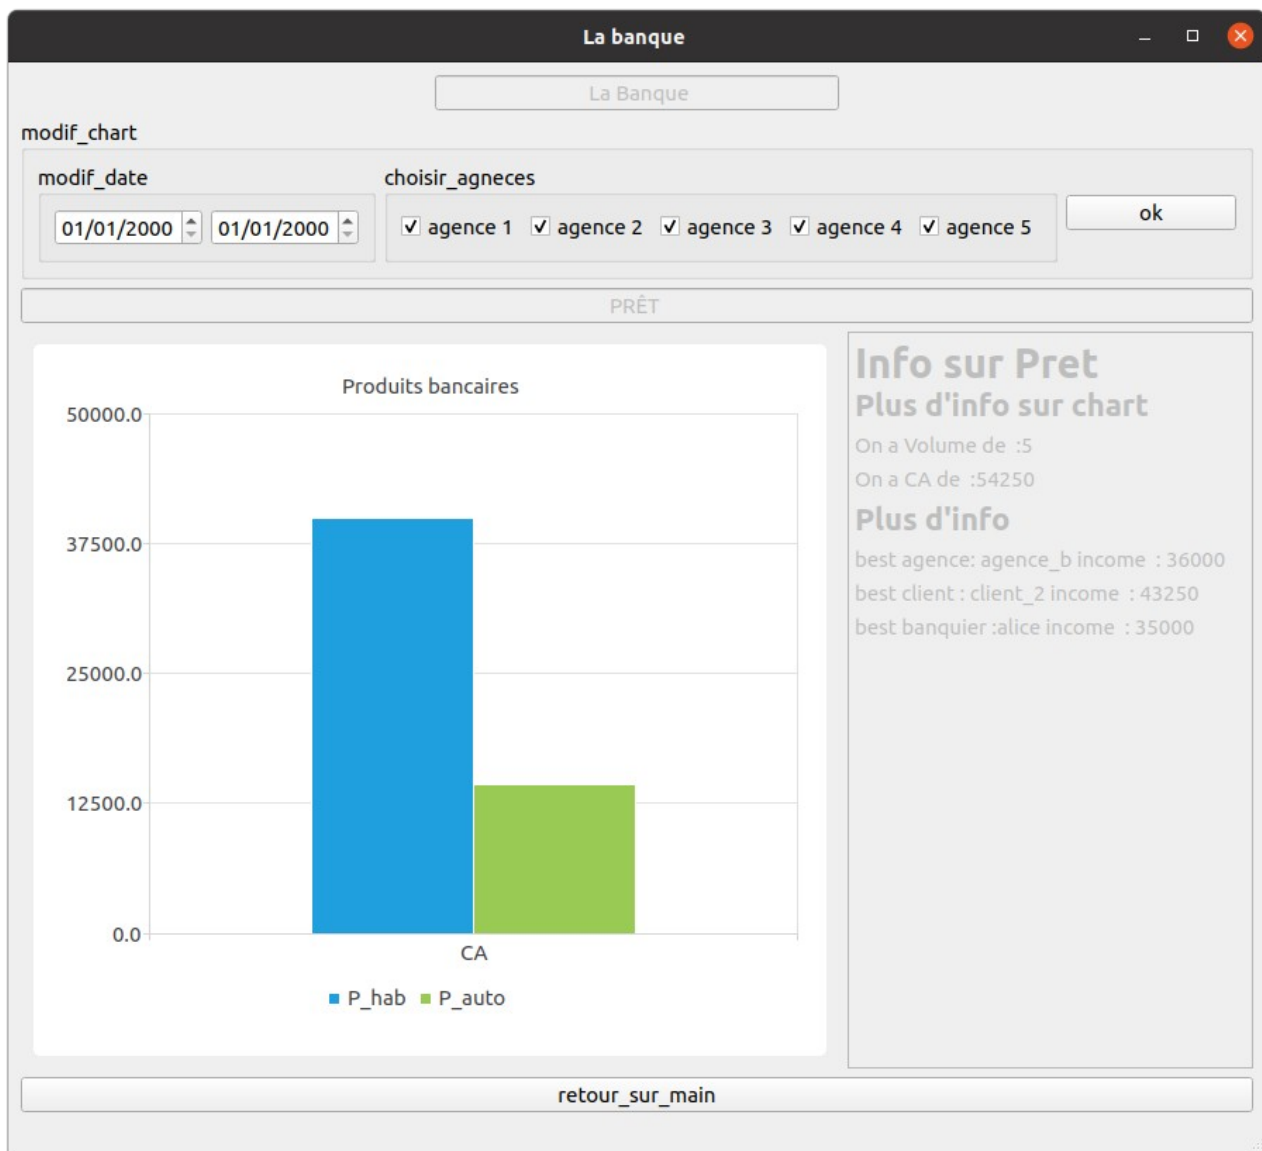 La banque
La Banque
modif_chart
modif_date
choisir_agneces
01/01/2000 01/01/2000
agence 1 agence 2 agence 3 agence 4 agence 5
ok
PRÊT
Produits bancaires
50000.0
37500.0
25000.0
12500.0
0.0
CA
P_hab P_auto
Info sur Pret
Plus d'info sur chart
On a Volume de :5
On a CA de :54250
Plus d'info
best agence: agence_b income : 36000
best client : client_2 income : 43250
best banquier :alice income : 35000
retour_sur_main